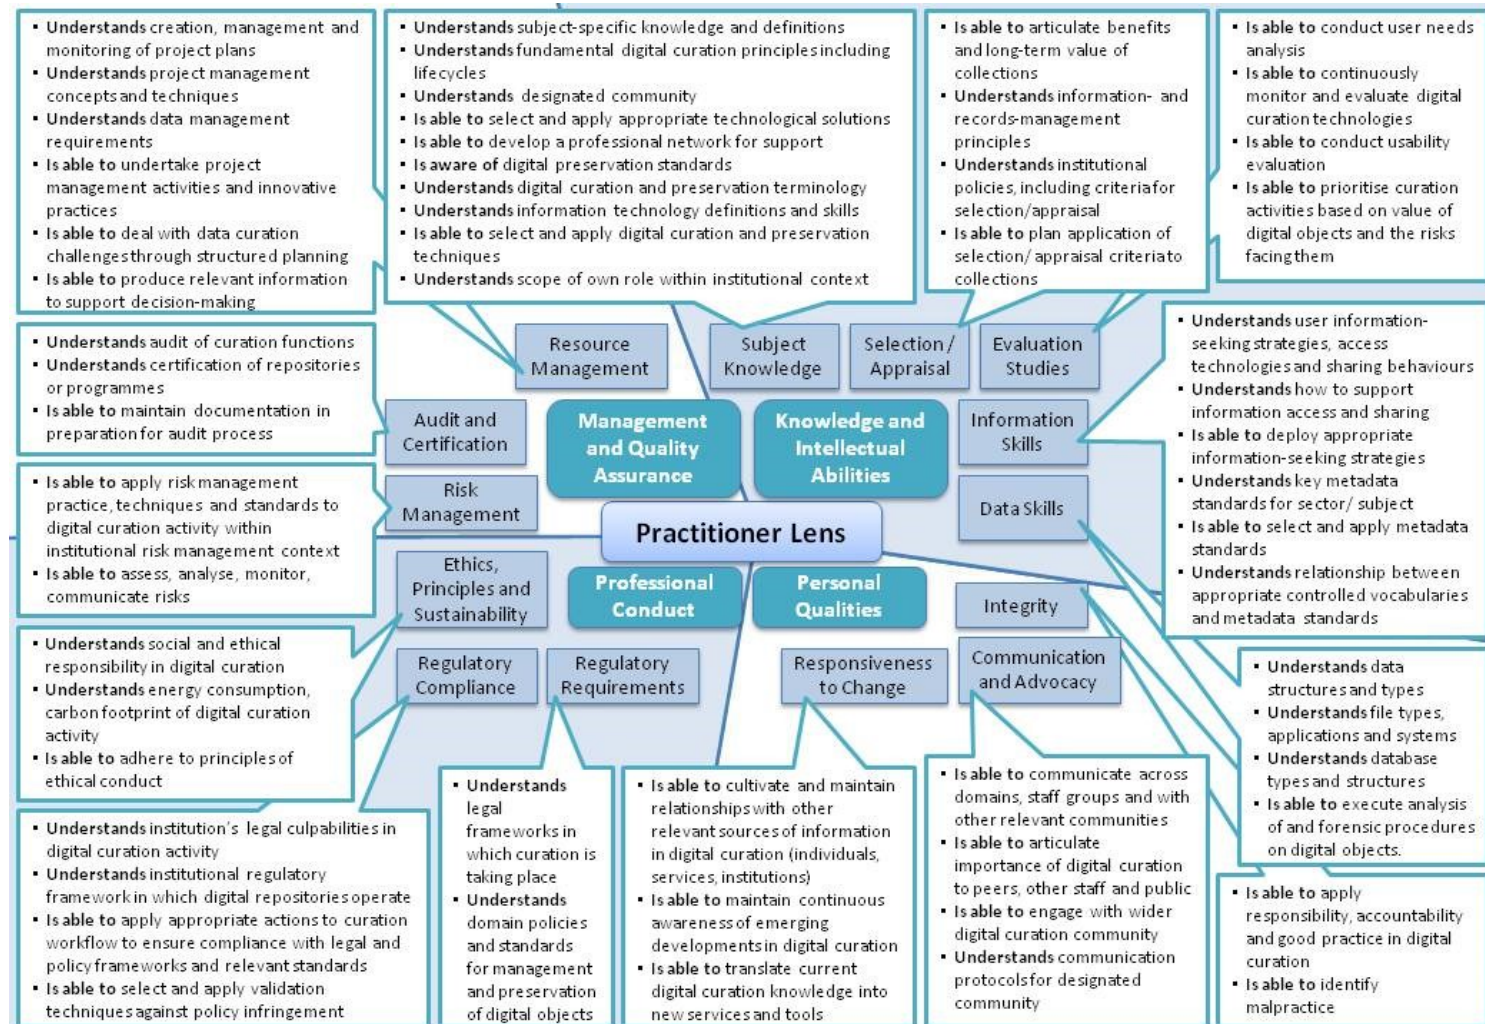 ▪ Understands creation, management and
monitoring of project plans
▪ Understands project management
concepts and techniques
▪ Understands data management
requirements
▪ Is able to undertake project
management activities and innovative
practices
▪ Is able to deal with data curation
challenges through structured planning
▪ Is able to produce relevant information
to support decision-making
▪ Understands subject-specific knowledge and definitions
▪ Understands fundamental digital curation principles including
lifecycles
▪ Understands designated community
▪ Is able to select and apply appropriate technological solutions
▪ Is able to develop a professional network for support
▪ Is aware of digital preservation standards
▪ Understands digital curation and preservation terminology
▪ Understands information technology definitions and skills
▪ Is able to select and apply digital curation and preservation
techniques
▪ Understands scope of own role within institutional context
▪ Is able to articulate benefits
and long-term value of
collections
▪ Understands information- and
records-management
principles
▪ Understands institutional
policies, including criteria for
selection/appraisal
▪ Is able to plan application of
selection/ appraisal criteria to
collections
▪ Is able to conduct user needs
analysis
▪ Is able to continuously
monitor and evaluate digital
curation technologies
▪ Is able to conduct usability
evaluation
▪ Is able to prioritise curation
activities based on value of
digital objects and the risks
facing them
▪ Understands audit of curation functions
▪ Understands certification of repositories
or programmes
▪ Is able to maintain documentation in
preparation for audit process
Resource
Management
Subject
Knowledge
Selection /
Appraisal
Evaluation
Studies
▪ Understands user information-
seeking strategies, access
technologies and sharing behaviours
▪ Understands how to support
information access and sharing
▪ Is able to deploy appropriate
information-seeking strategies
▪ Understands key metadata
standards for sector/ subject
▪ Is able to select and apply metadata
standards
▪ Understands relationship between
appropriate controlled vocabularies
and metadata standards
Audit and
Certification
Management
and Quality
Assurance
Knowledge and
Intellectual
Abilities
Information
Skills
▪ Is able to apply risk management
practice, techniques and standards to
digital curation activity within
institutional risk management context
▪ Is able to assess, analyse, monitor,
communicate risks
Risk
Management
Data Skills
Practitioner Lens
Ethics,
Principles and
Sustainability
Professional
Conduct
Personal
Qualities
Integrity
▪ Understands social and ethical
responsibility in digital curation
▪ Understands energy consumption,
carbon footprint of digital curation
activity
▪ Is able to adhere to principles of
ethical conduct
Regulatory
Compliance
Regulatory
Requirements
Responsiveness
to Change
Communication
and Advocacy
▪ Understands data
structures and types
▪ Understands file types,
applications and systems
▪ Understands database
types and structures
▪ Is able to execute analysis
of and forensic procedures
on digital objects.
▪ Understands institution's legal culpabilities in
digital curation activity
▪ Understands institutional regulatory
framework in which digital repositories operate
▪ Is able to apply appropriate actions to curation
workflow to ensure compliance with legal and
policy frameworks and relevant standards
▪ Is able to select and apply validation
techniques against policy infringement
▪ Understands
legal
frameworks in
which curation is
taking place
▪ Understands
domain policies
and standards
for management
and preservation
of digital objects
▪ Is able to cultivate and maintain
relationships with other
relevant sources of information
in digital curation (individuals,
services, institutions)
▪ Is able to maintain continuous
awareness of emerging
developments in digital curation
▪ Is able to translate current
digital curation knowledge into
new services and tools
▪ Is able to communicate across
domains, staff groups and with
other relevant communities
▪ Is able to articulate
importance of digital curation
to peers, other staff and public
▪ Is able to engage with wider
digital curation community
▪ Understands communication
protocols for designated
community
▪ Is able to apply
responsibility, accountability
and good practice in digital
curation
▪ Is able to identify
malpractice